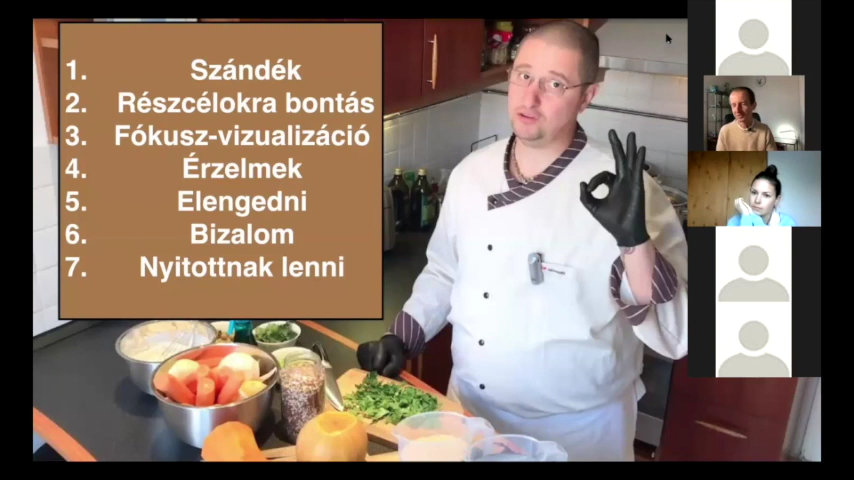 1. Szándék
2. Részcélokra bontás
3. Fókusz-vizualizáció
4. Érzelmek
5. Elengedni
6. Bizalom
7. Nyitottnak lenni